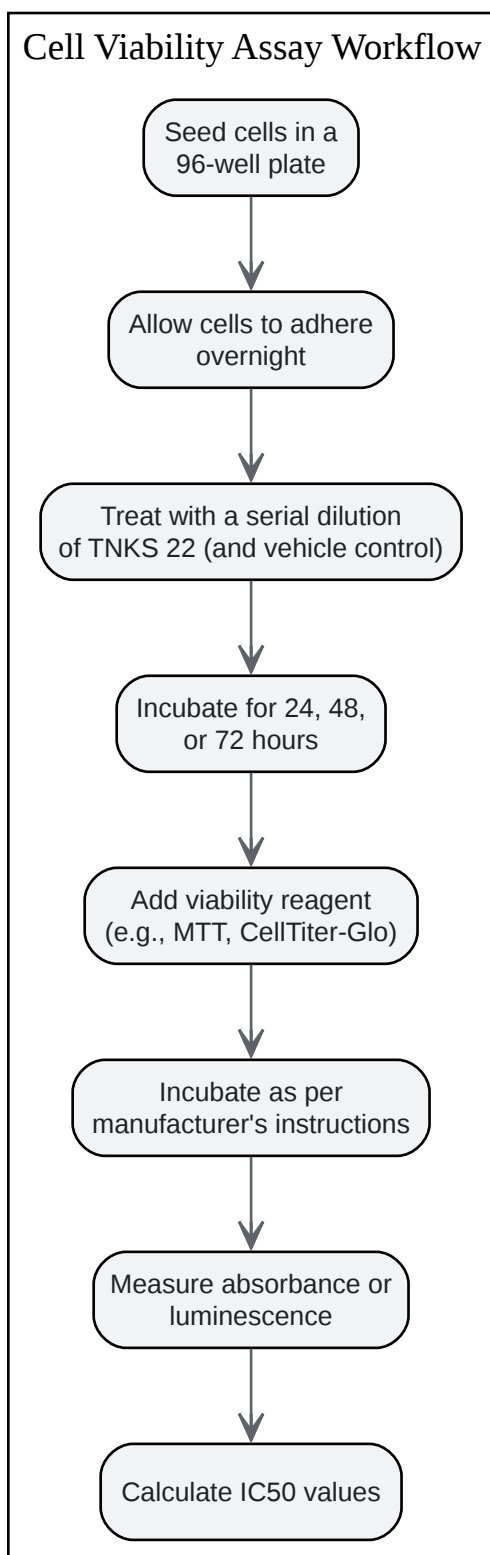 Cell Viability Assay Workflow
Seed cells in a
96-well plate
Allow cells to adhere
overnight
Treat with a serial dilution
of TNKS 22 (and vehicle control)
Incubate for 24, 48,
or 72 hours
Add viability reagent
(e.g., MTT, CellTiter-Glo)
Incubate as per
manufacturer's instructions
Measure absorbance or
luminescence
Calculate IC50 values